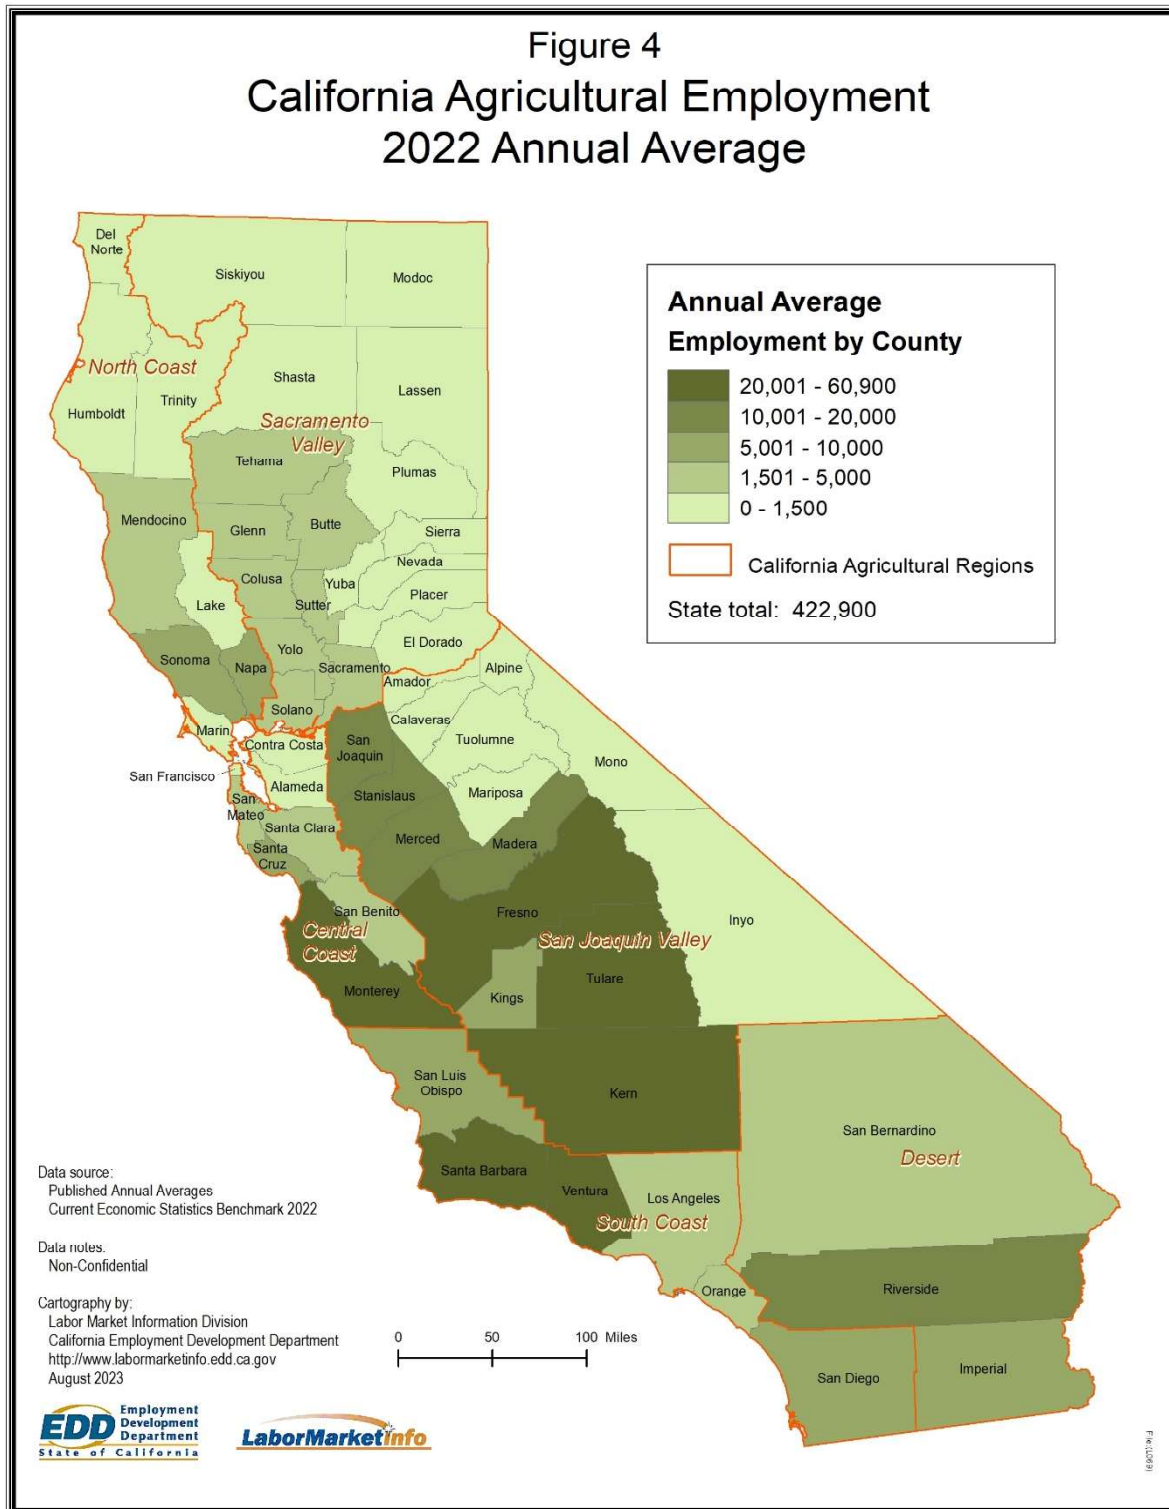 Figure 4
California Agricultural Employment
2022 Annual Average
Annual Average
Employment by County
20,001 - 60,900
10,001 - 20,000
5,001 - 10,000
1,501 - 5,000
0 - 1,500
California Agricultural Regions
State total: 422,900
Del
Norte
Siskiyou
Modoc
North Coast
Humboldt
Trinity
Shasta
Lassen
Sacramento
Valley
Tehama
Plumas
Mendocino
Glenn
Butte
Sierra
Nevada
Colusa
Yuba
Placer
Lake
Sutter
El Dorado
Yolo
Sonoma
Napa
Sacramento
Alpine
Amador
Solano
Marin
Contra Costa
Calaveras
San
Joaquin
Tuolumne
Mono
San Francisco
Alameda
Stanislaus
Mariposa
San
Mateo
Santa Clara
Merced
Madera
Santa
Cruz
San Benito
Fresno
Inyo
Central
Coast
San Joaquin Valley
Tulare
Monterey
Kings
San Luis
Obispo
Kern
San Bernardino
Desert
Santa Barbara
Ventura
Los Angeles
South Coast
Orange
Riverside
San Diego
Imperial
Data source:
Published Annual Averages
Current Economic Statistics Benchmark 2022
Data notes:
Non-Confidential
Cartography by:
Labor Market Information Division
California Employment Development Department
http://www.labormarketinfo.edd.ca.gov
August 2023
0 50 100 Miles
EDD Employment
Development
Department
State of California
LaborMarketInfo